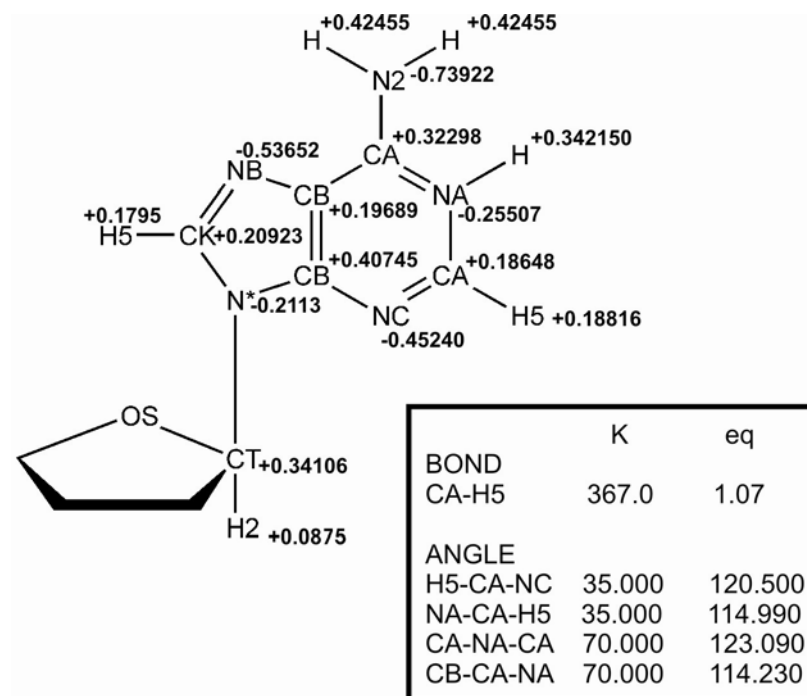 +0.42455 +0.42455
H H
N2 -0.73922
-0.53652 CA +0.32298 H +0.342150
NB CB NA
+0.1795 +0.19689 -0.25507
H5 CK +0.20923
CB +0.40745 CA +0.18648
N* -0.2113 NC H5 +0.18816
-0.45240
OS
CT +0.34106
H2 +0.0875
K eq
BOND
CA-H5 367.0 1.07
ANGLE
H5-CA-NC 35.000 120.500
NA-CA-H5 35.000 114.990
CA-NA-CA 70.000 123.090
CB-CA-NA 70.000 114.230